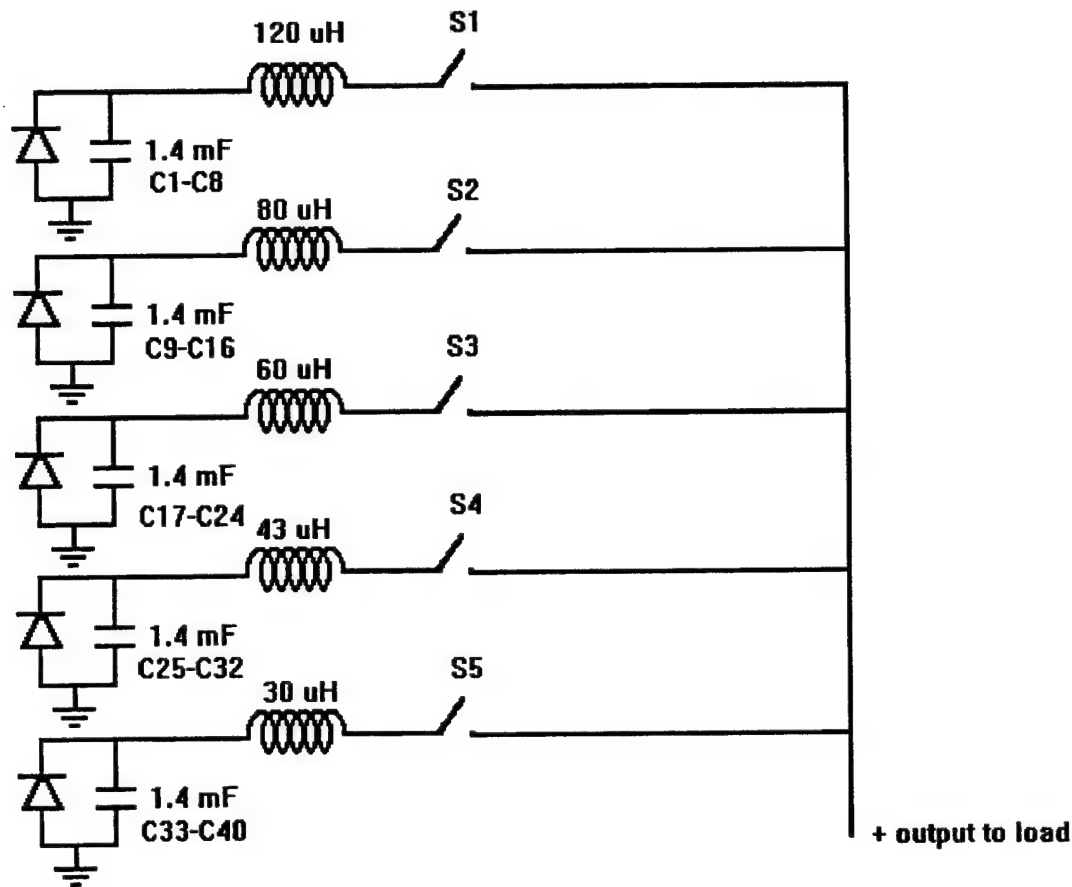 120 uH
S1
1.4 mF
C1-C8
80 uH
S2
1.4 mF
C9-C16
60 uH
S3
1.4 mF
C17-C24
43 uH
S4
1.4 mF
C25-C32
30 uH
S5
1.4 mF
C33-C40
+ output to load